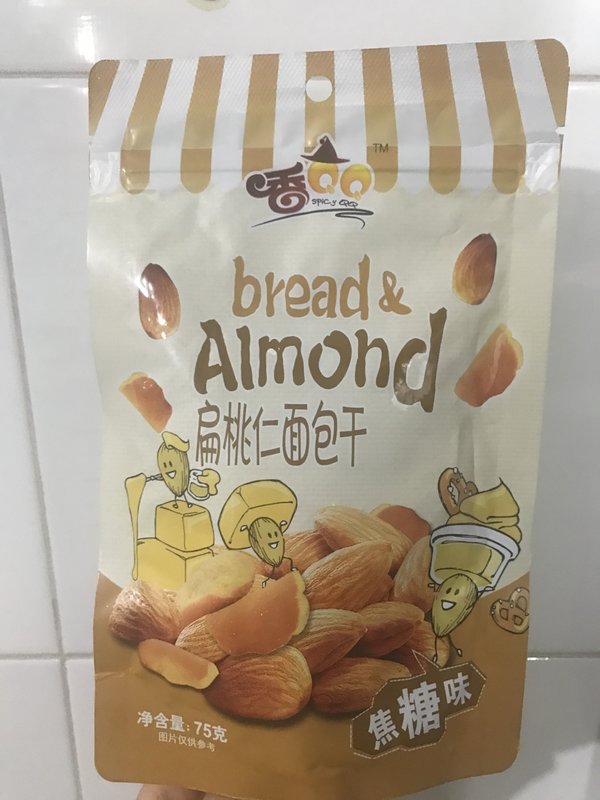 TM
香QQ
spicy QQ
bread &
Almond
扁桃仁面包干
焦糖味
净含量: 75克
图片仅供参考